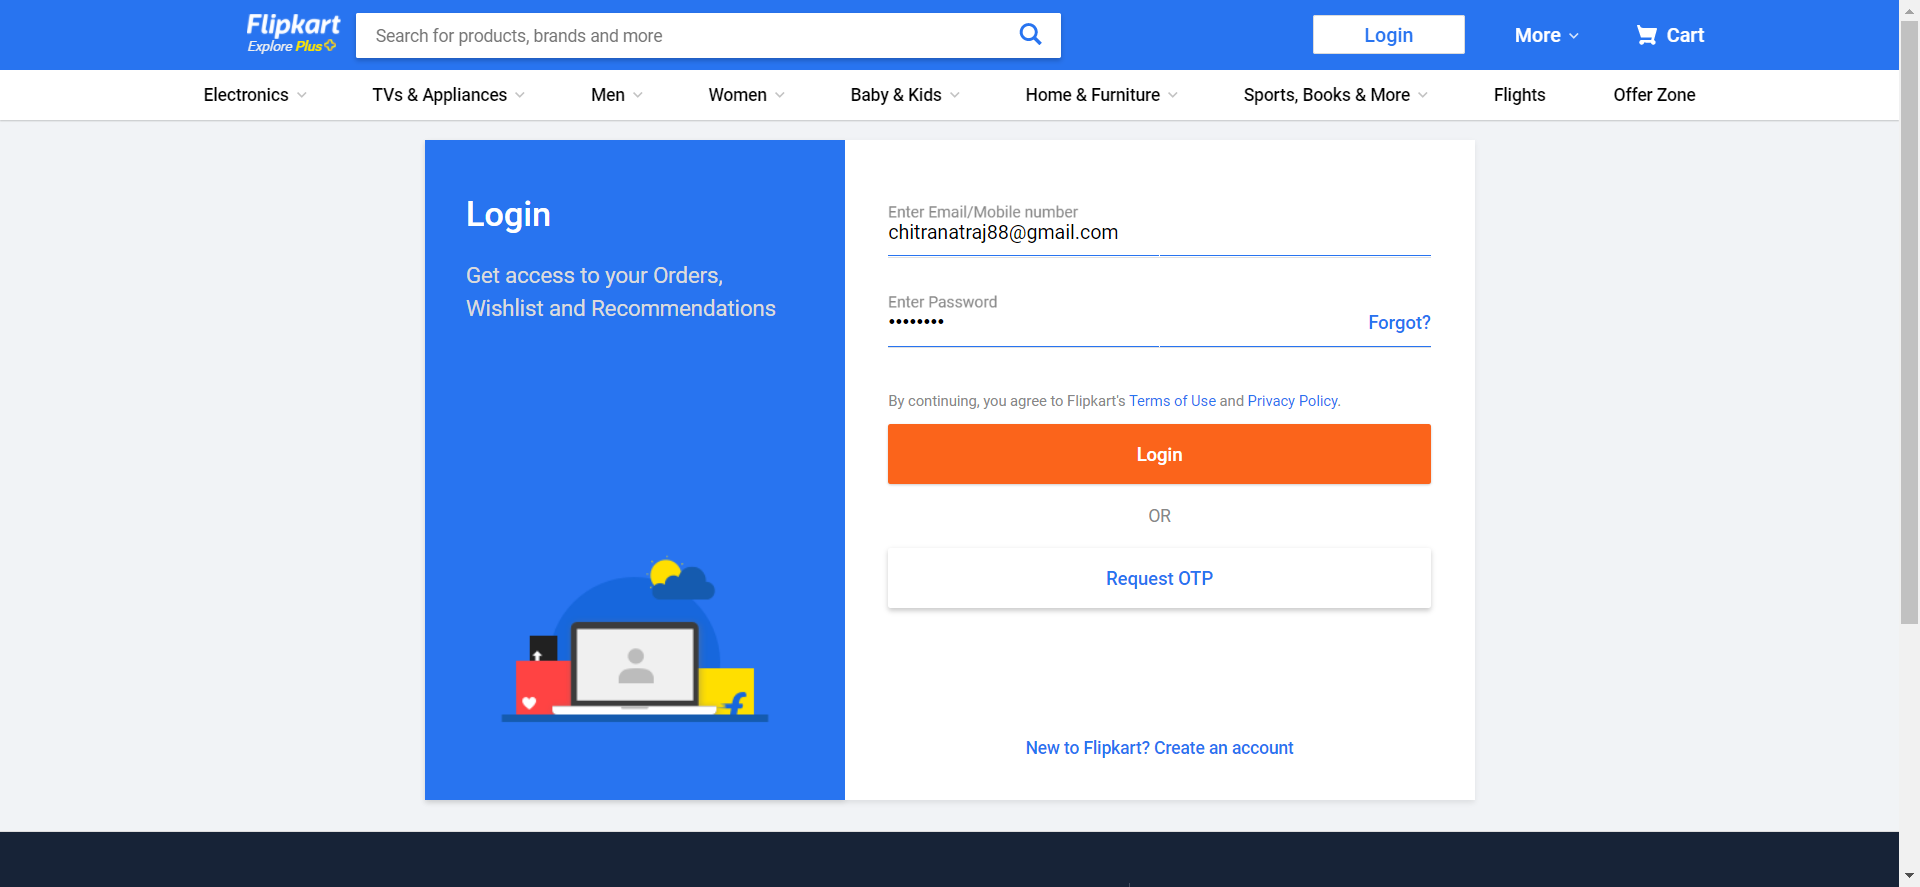 Flipkart
Explore Plus
Search for products, brands and more
Login
More
Cart
Electronics
TVs & Appliances
Men
Women
Baby & Kids
Home & Furniture
Sports, Books & More
Flights
Offer Zone
Login
Get access to your Orders,
Wishlist and Recommendations
Enter Email/Mobile number
chitranatraj88@gmail.com
Enter Password
••••••••
Forgot?
By continuing, you agree to Flipkart's Terms of Use and Privacy Policy.
Login
OR
Request OTP
New to Flipkart? Create an account